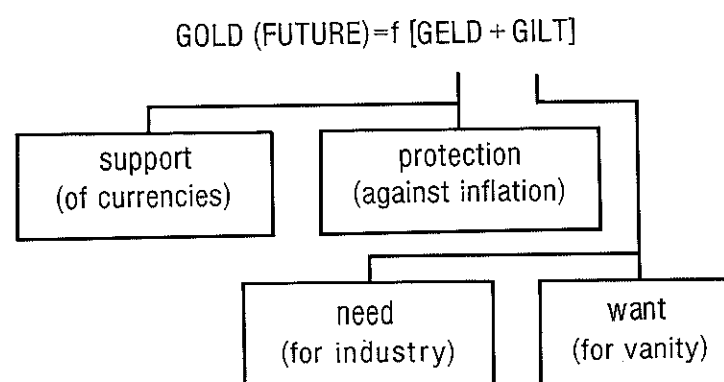 GOLD (FUTURE)=f [GELD + GILT]
support
(of currencies)
protection
(against inflation)
need
(for industry)
want
(for vanity)